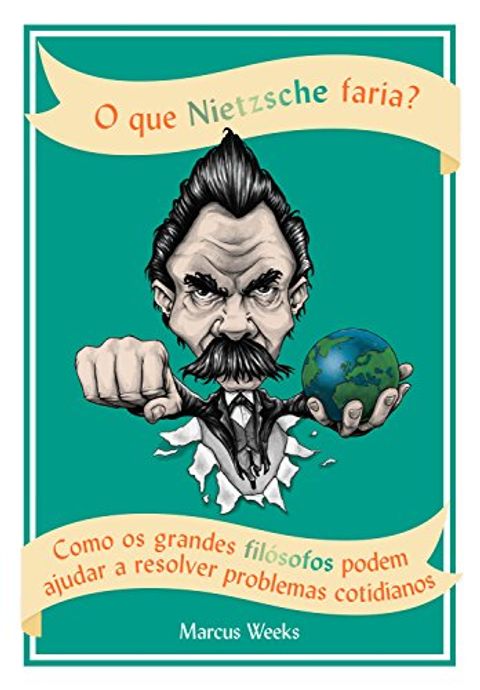 O que Nietzsche faria?
Como os grandes filósofos podem
ajudar a resolver problemas cotidianos
Marcus Weeks